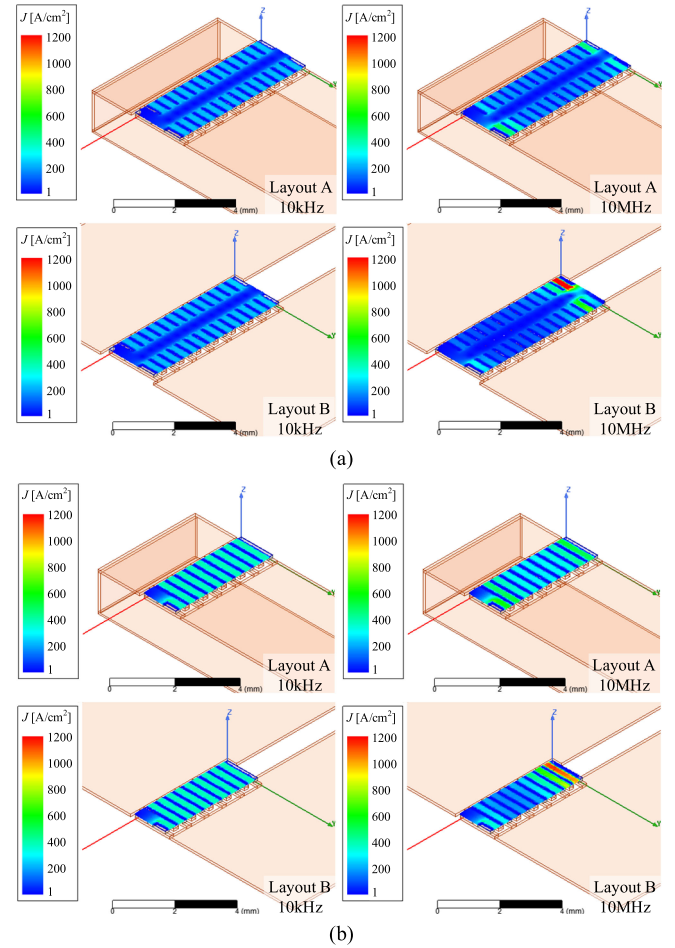 J [A/cm²]
1200
1000
800
600
400
200
1
Z
Y
0
2
4 (mm)
Layout A
10kHz
J [A/cm²]
1200
1000
800
600
400
200
1
Z
Y
0
2
4 (mm)
Layout A
10MHz
J [A/cm²]
1200
1000
800
600
400
200
1
Z
Y
0
2
4 (mm)
Layout B
10kHz
J [A/cm²]
1200
1000
800
600
400
200
1
Z
Y
0
2
4 (mm)
Layout B
10MHz
(a)
J [A/cm²]
1200
1000
800
600
400
200
1
Z
Y
0
2
4 (mm)
Layout A
10kHz
J [A/cm²]
1200
1000
800
600
400
200
1
Z
Y
0
2
4 (mm)
Layout A
10MHz
J [A/cm²]
1200
1000
800
600
400
200
1
Z
Y
0
2
4 (mm)
Layout B
10kHz
J [A/cm²]
1200
1000
800
600
400
200
1
Z
Y
0
2
4 (mm)
Layout B
10MHz
(b)